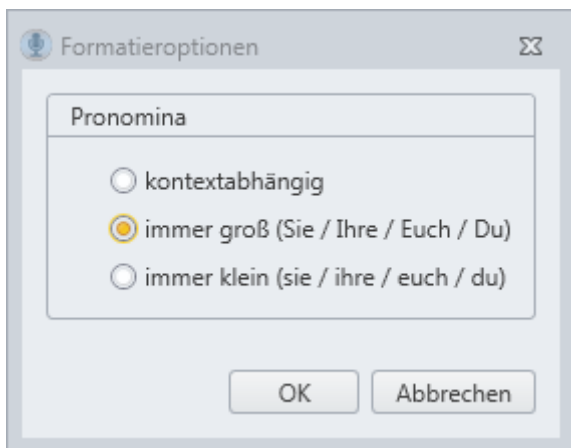 Formatieroptionen
Pronomina
kontextabhängig
immer groß (Sie / Ihre / Euch / Du)
immer klein (sie / ihre / euch / du)
OK Abbrechen